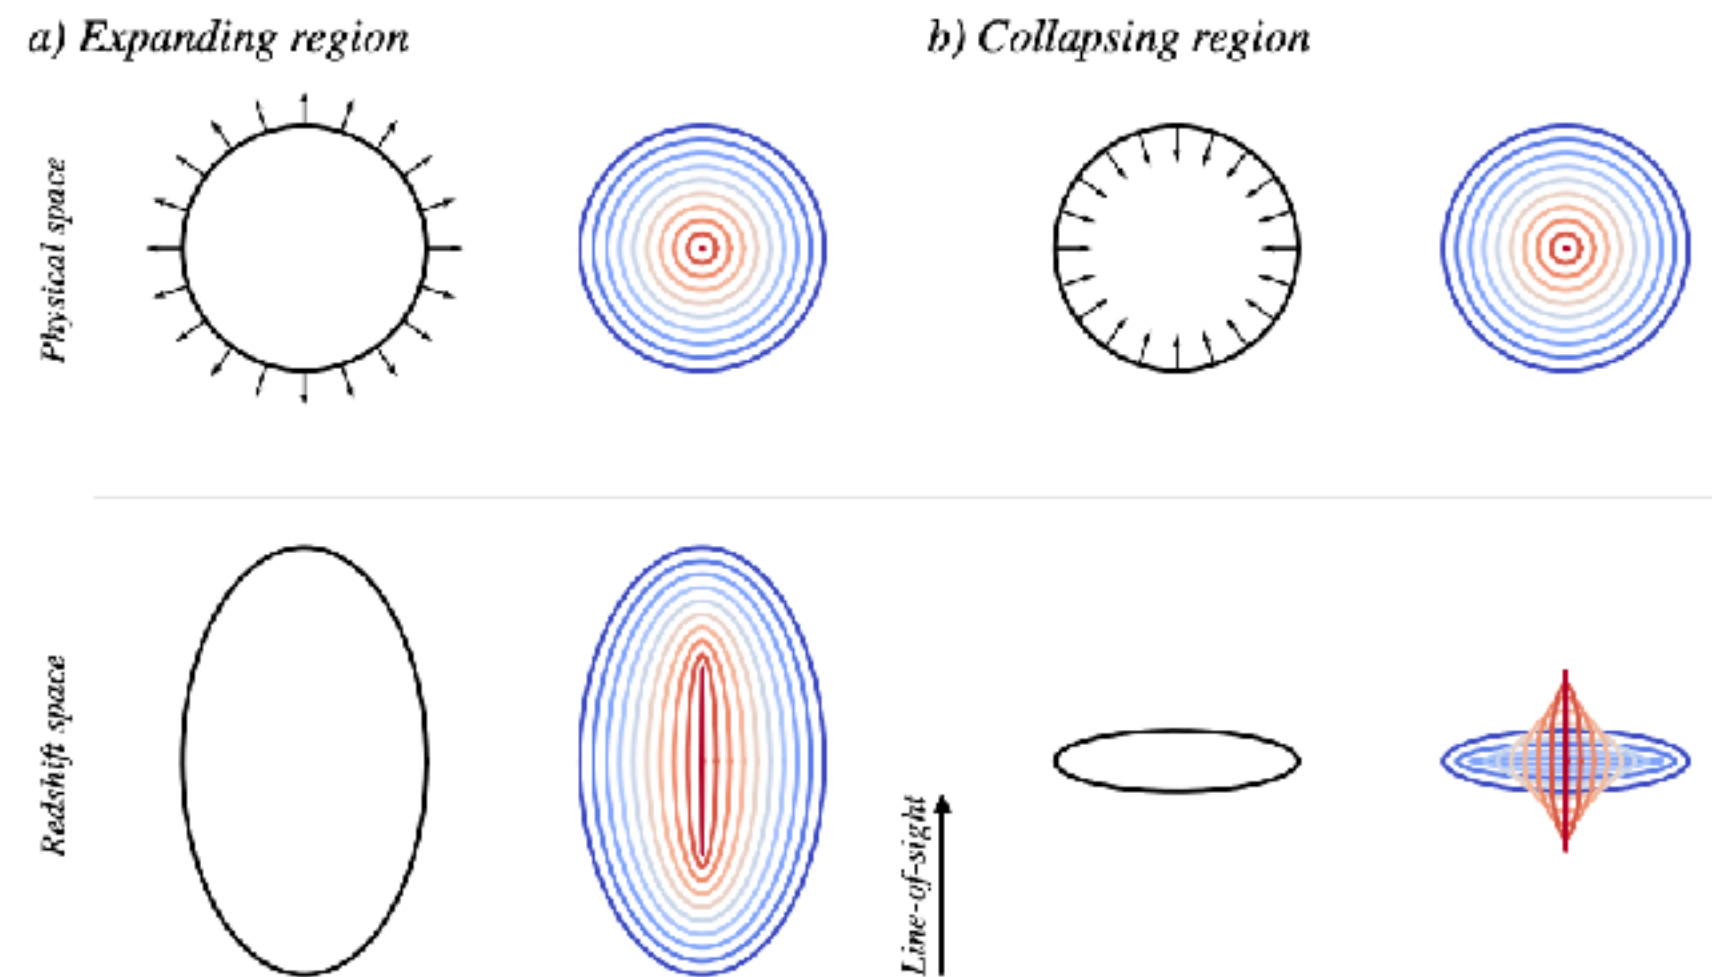 a) Expanding region
b) Collapsing region
Physical space
Redshift space
Line-of-sight